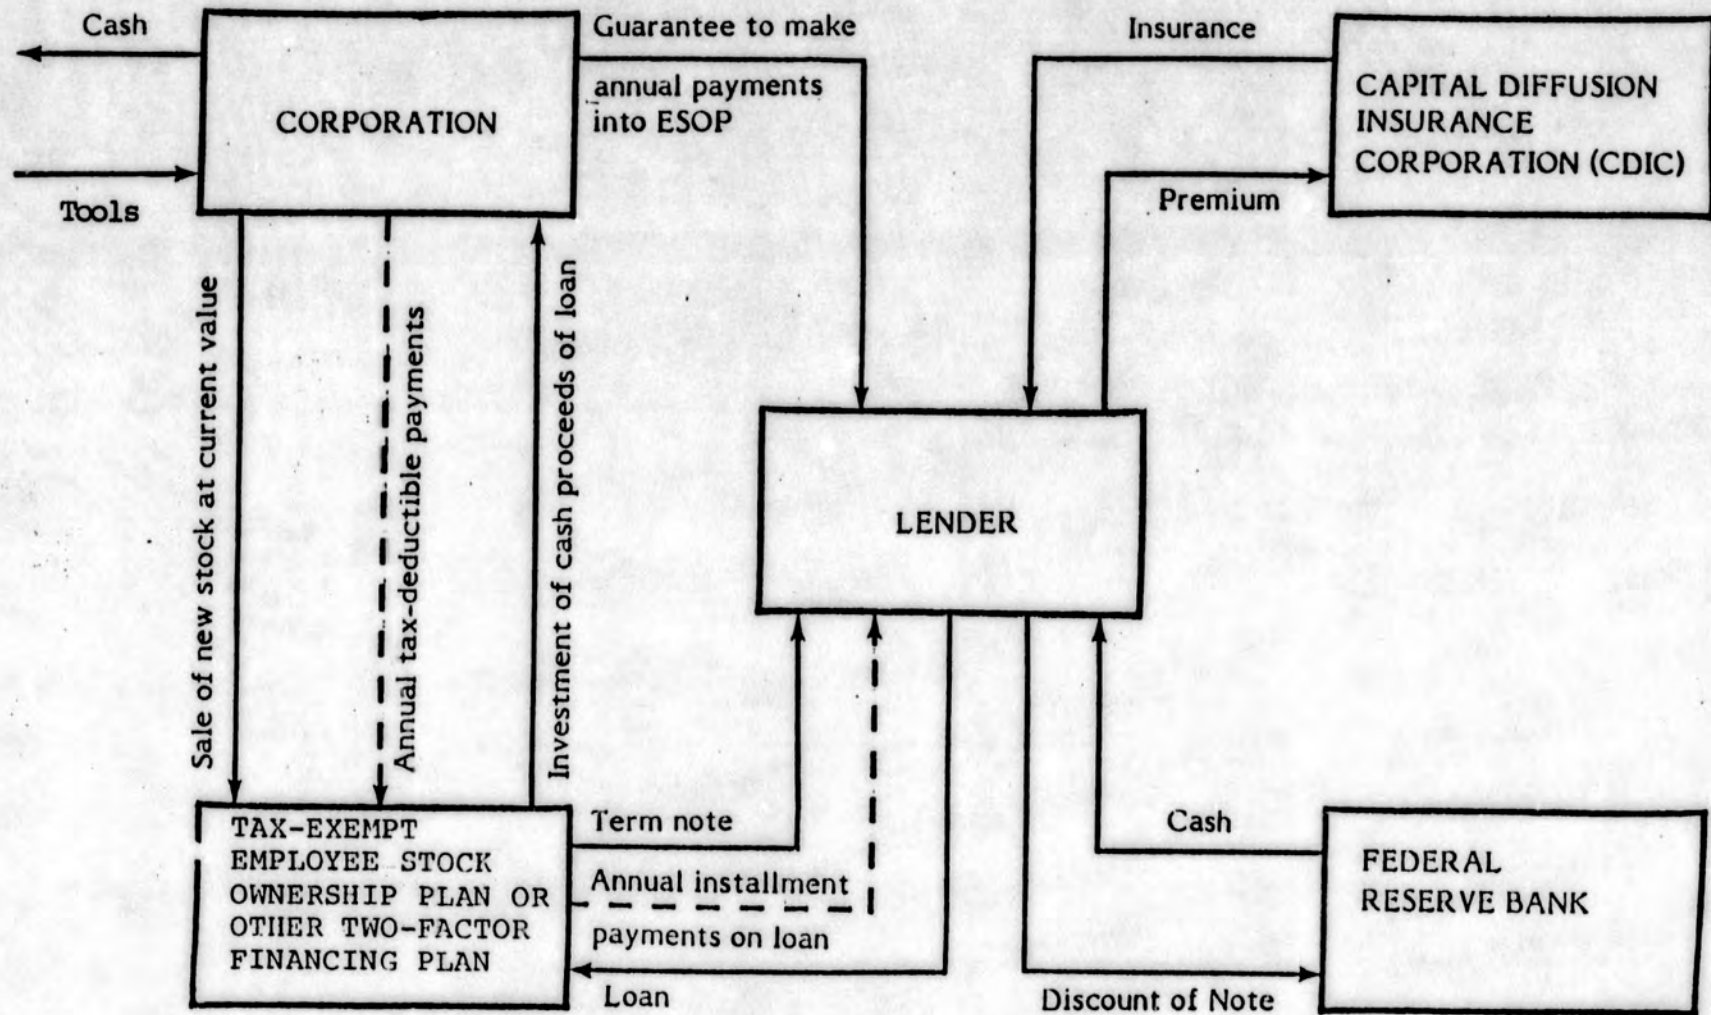 Cash
CORPORATION
Tools
Guarantee to make
annual payments
into ESOP
Insurance
CAPITAL DIFFUSION
INSURANCE
CORPORATION (CDIC)
Premium
Sale of new stock at current value
Annual tax-deductible payments
Investment of cash proceeds of loan
LENDER
TAX-EXEMPT
EMPLOYEE STOCK
OWNERSHIP PLAN OR
OTHER TWO-FACTOR
FINANCING PLAN
Term note
Annual installment
payments on loan
Loan
Cash
FEDERAL
RESERVE BANK
Discount of Note